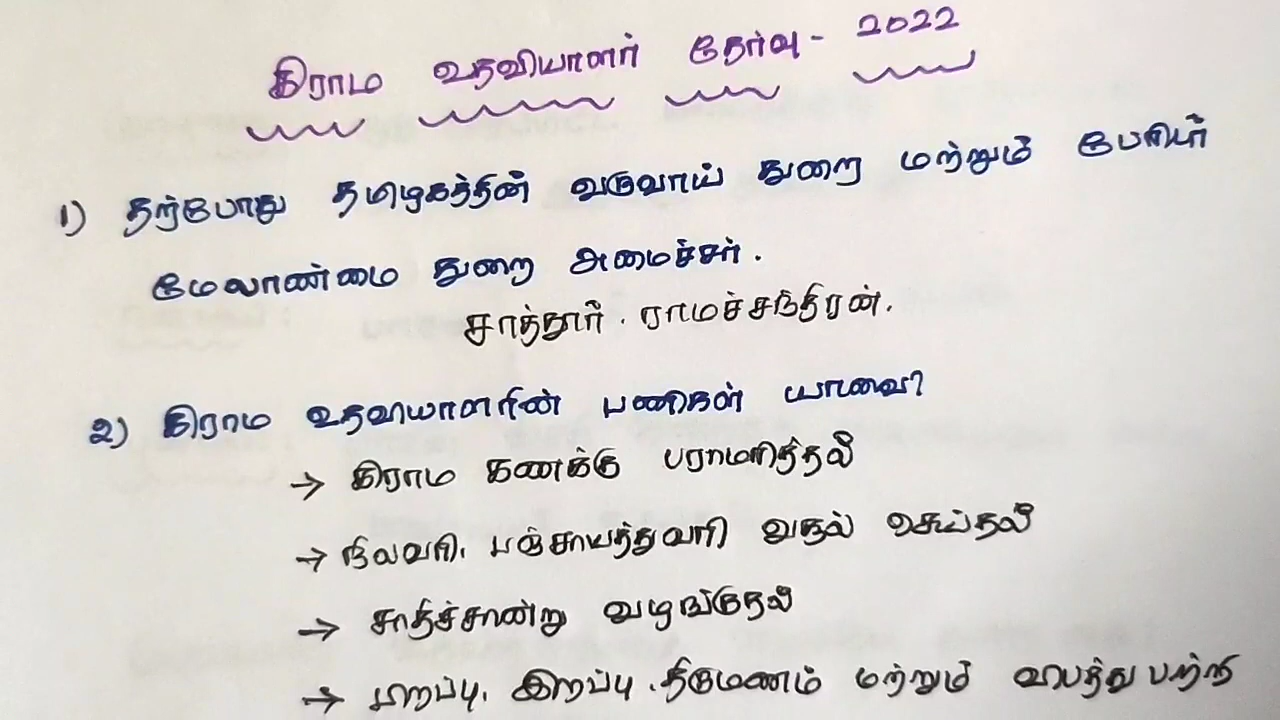 கிராம உதவியாளர் தேர்வு - 2022
1) தற்போது தமிழகத்தின் வருவாய் துறை மற்றும் பேரிடர்
மேலாண்மை துறை அமைச்சர்.
சாத்தூர். ராமச்சந்திரன்.
2) கிராம உதவியாளரின் பணிகள் யாவை?
→ கிராம கணக்கு பராமரித்தல்
→ நிலவரி, பஞ்சாயத்துவரி வசூல் செய்தல்
→ சாதிச்சான்று வழங்குதல்
→ பிறப்பு, இறப்பு, திருமணம் மற்றும் விபத்து பற்றி